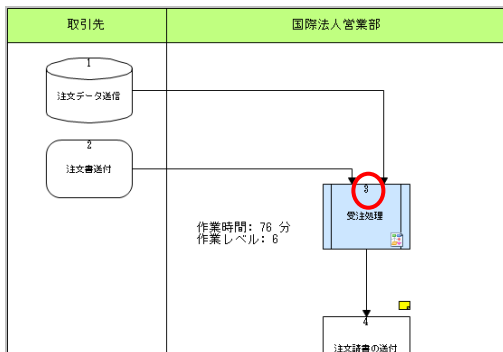 取引先
国際法人営業部
1
注文データ送信
2
注文書送付
3
受注処理
作業時間: 76 分
作業レベル: 6
4
注文請書の送付